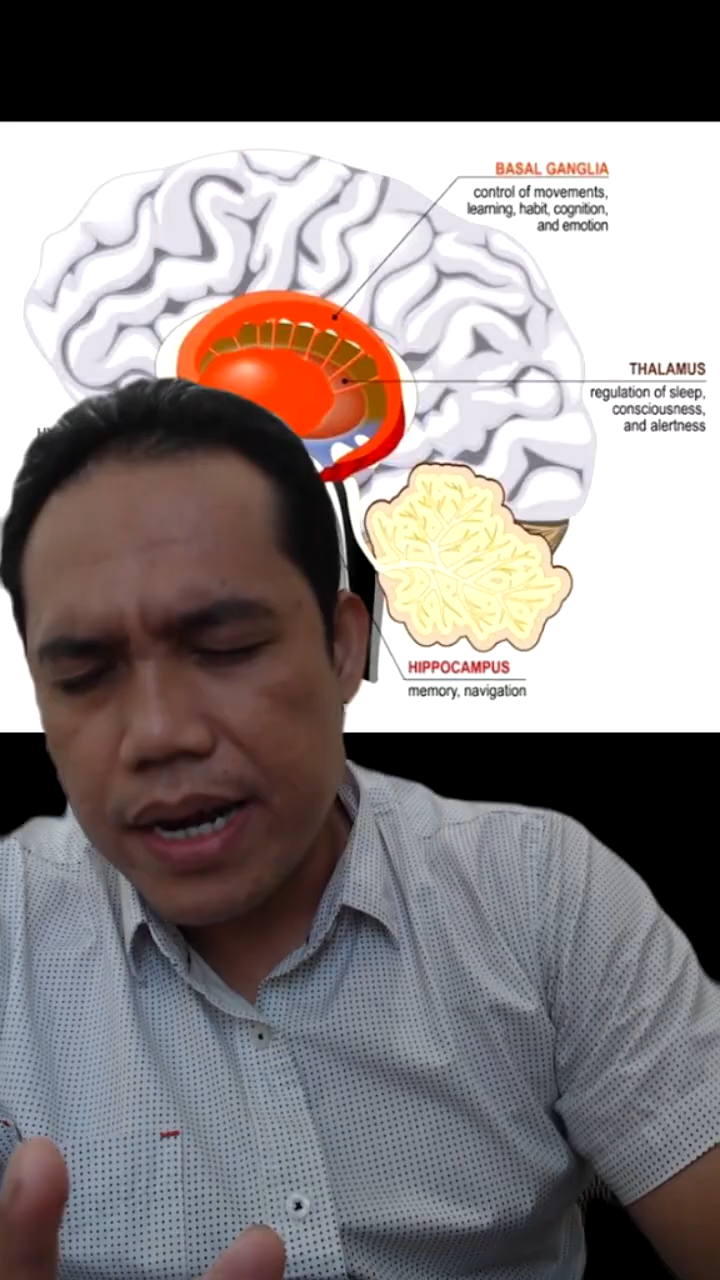 BASAL GANGLIA
control of movements,
learning, habit, cognition,
and emotion
THALAMUS
regulation of sleep,
consciousness,
and alertness
HIPPOCAMPUS
memory, navigation